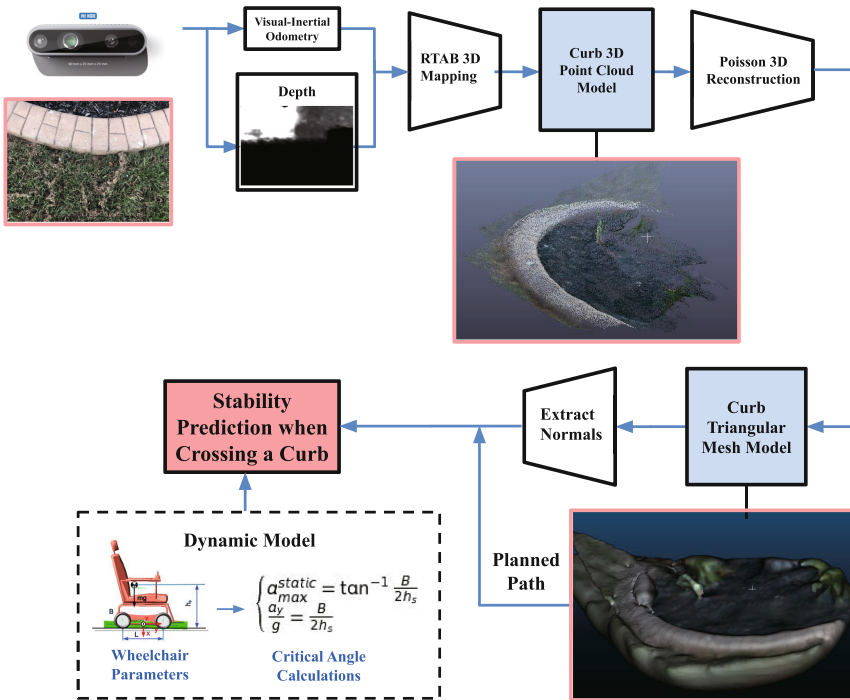 Visual-Inertial
Odometry
Depth
RTAB 3D
Mapping
Curb 3D
Point Cloud
Model
Poisson 3D
Reconstruction
Stability
Prediction when
Crossing a Curb
Extract
Normals
Curb
Triangular
Mesh Model
Planned
Path
Dynamic Model
mg
h
B
L
x
a_max^static = tan⁻¹ B/2hₛ
a_y/g = B/2hₛ
Wheelchair
Parameters
Critical Angle
Calculations